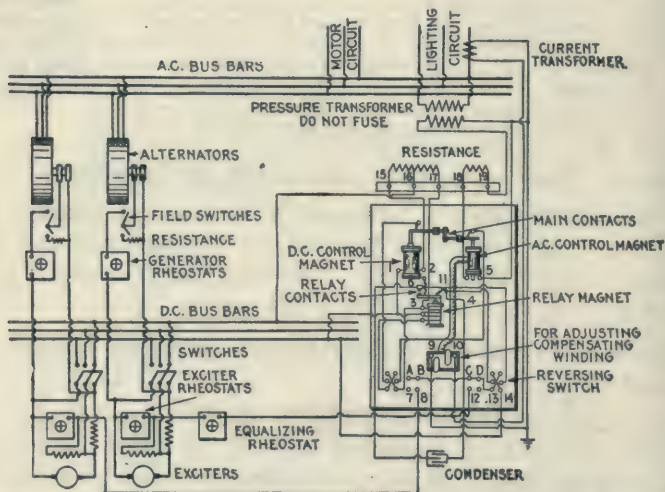 MOTOR
CIRCUIT
LIGHTING
CIRCUIT
CURRENT
TRANSFORMER.
A.C. BUS BARS
PRESSURE TRANSFORMER
DO NOT FUSE
RESISTANCE
15 16 17 18 19
ALTERNATORS
MAIN CONTACTS
A.C. CONTROL MAGNET
FIELD SWITCHES
RESISTANCE
GENERATOR
RHEOSTATS
D.C. CONTROL
MAGNET
1 2 5
RELAY
CONTACTS
11
3 4
RELAY MAGNET
D.C. BUS BARS
FOR ADJUSTING
COMPENSATING
WINDING
9 10
SWITCHES
EXCITER
RHEOSTATS
A B C D
REVERSING
SWITCH
7 8 12 13 14
EQUALIZING
RHEOSTAT
EXCITERS
CONDENSER